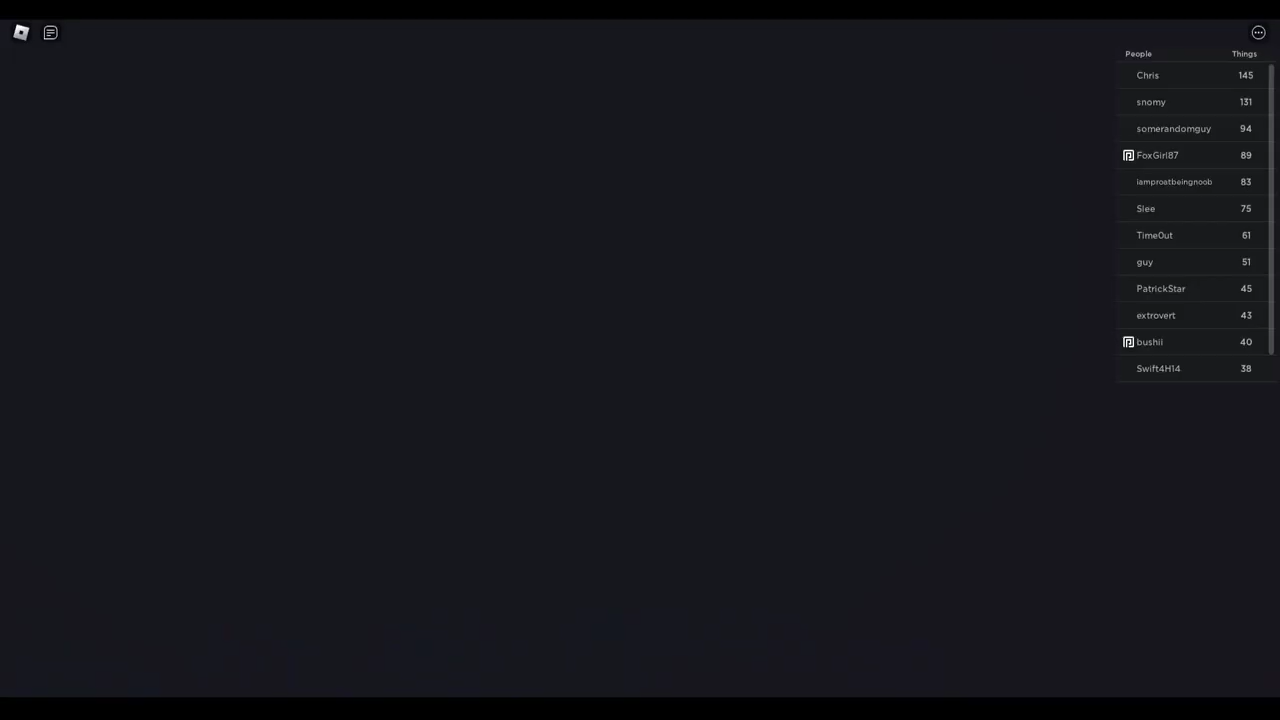 People Things
Chris 145
snomy 131
somerandomguy 94
FoxGirl87 89
iamproatbeingnoob 83
Slee 75
Time0ut 61
guy 51
PatrickStar 45
extrovert 43
bushii 40
Swift4H14 38